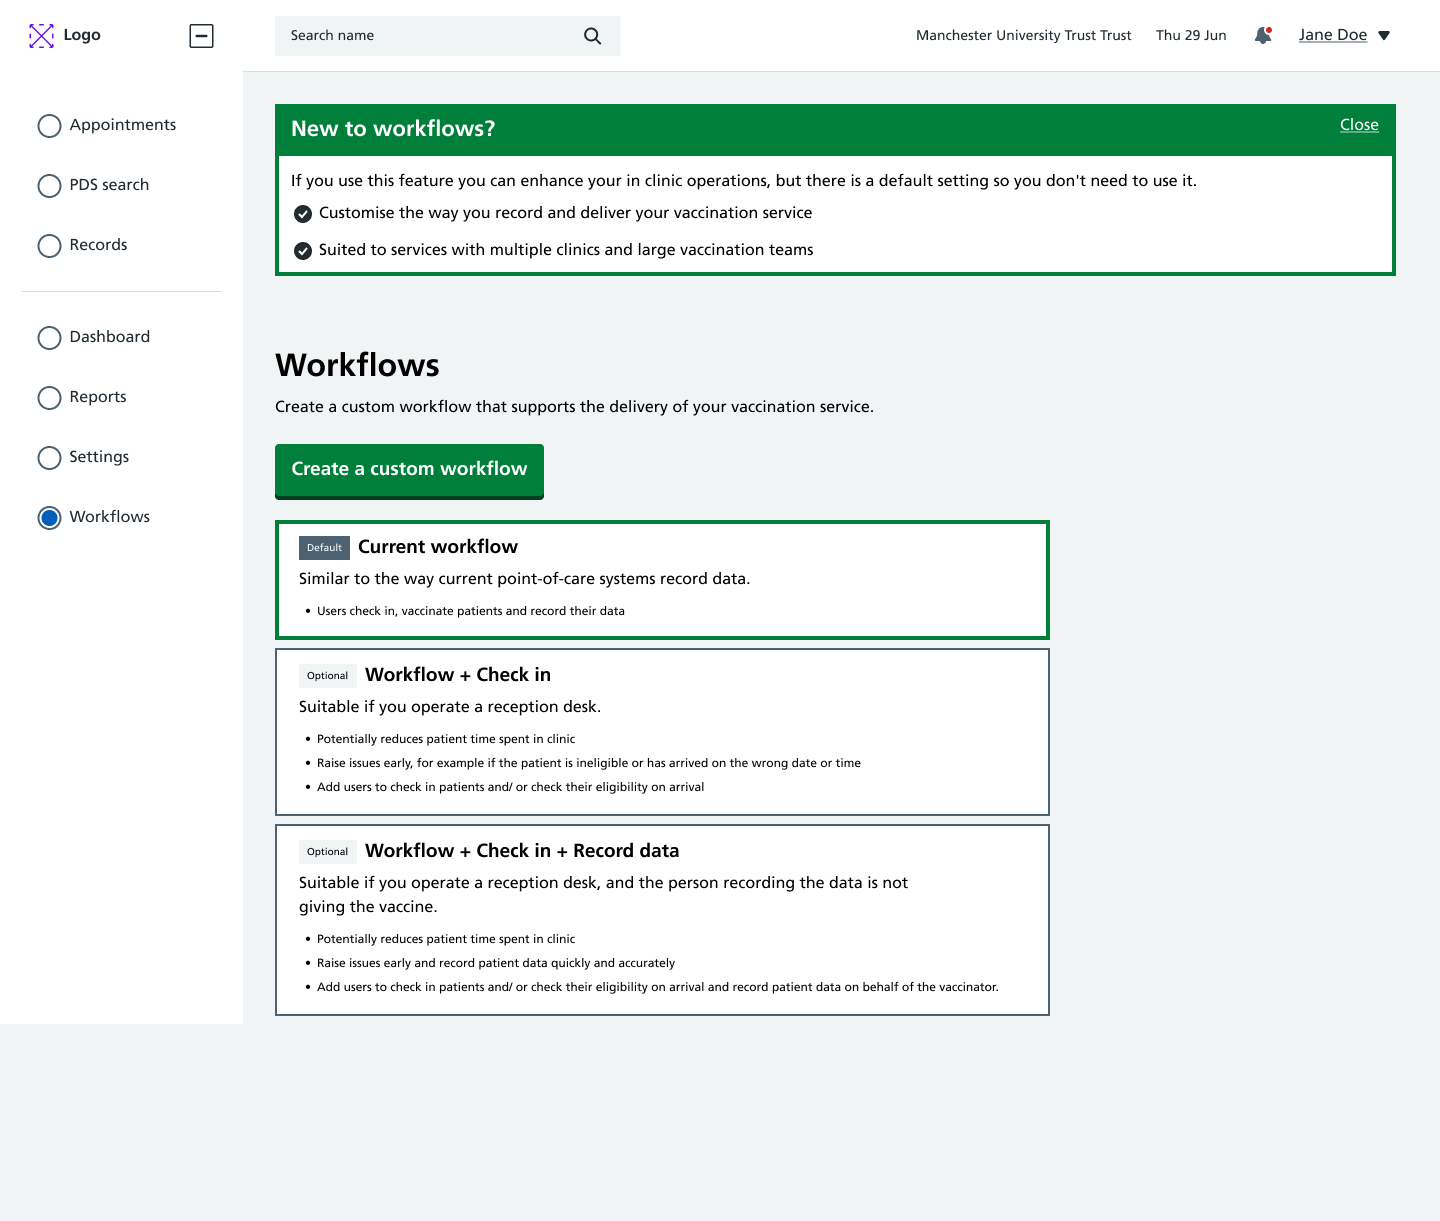 Logo
Search name
Manchester University Trust Trust
Thu 29 Jun
Jane Doe
Appointments
PDS search
Records
Dashboard
Reports
Settings
Workflows
New to workflows?
Close
If you use this feature you can enhance your in clinic operations, but there is a default setting so you don't need to use it.
Customise the way you record and deliver your vaccination service
Suited to services with multiple clinics and large vaccination teams
Workflows
Create a custom workflow that supports the delivery of your vaccination service.
Create a custom workflow
Default Current workflow
Similar to the way current point-of-care systems record data.
• Users check in, vaccinate patients and record their data
Optional Workflow + Check in
Suitable if you operate a reception desk.
• Potentially reduces patient time spent in clinic
• Raise issues early, for example if the patient is ineligible or has arrived on the wrong date or time
• Add users to check in patients and/ or check their eligibility on arrival
Optional Workflow + Check in + Record data
Suitable if you operate a reception desk, and the person recording the data is not
giving the vaccine.
• Potentially reduces patient time spent in clinic
• Raise issues early and record patient data quickly and accurately
• Add users to check in patients and/ or check their eligibility on arrival and record patient data on behalf of the vaccinator.